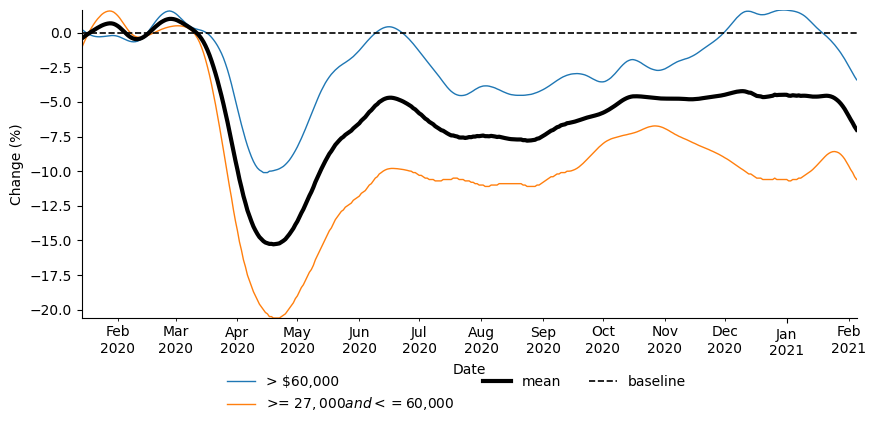 0.0
−2.5
−5.0
−7.5
−10.0
−12.5
−15.0
−17.5
−20.0
Change (%)
Feb Mar Apr May Jun Jul Aug Sep Oct Nov Dec Jan Feb
2020 2020 2020 2020 2020 2020 2020 2020 2020 2020 2020 2021 2021
Date
> $60,000 mean baseline
>= 27,000and <= 60,000